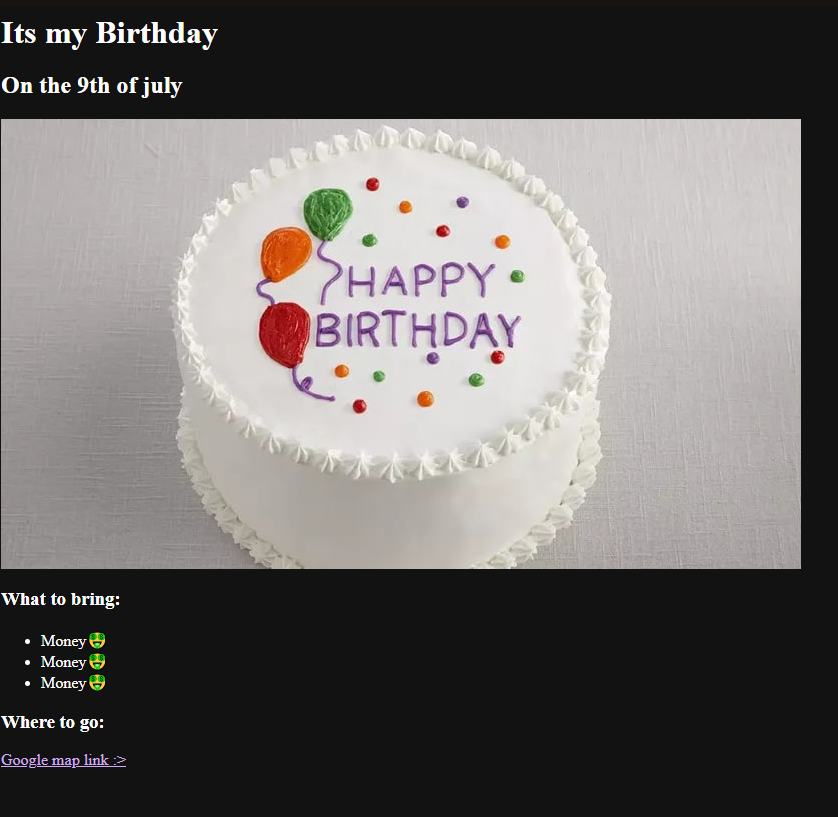 Its my Birthday
On the 9th of july
HAPPY
BIRTHDAY
What to bring:
Money 🤑
Money 🤑
Money 🤑
Where to go:
Google map link :>